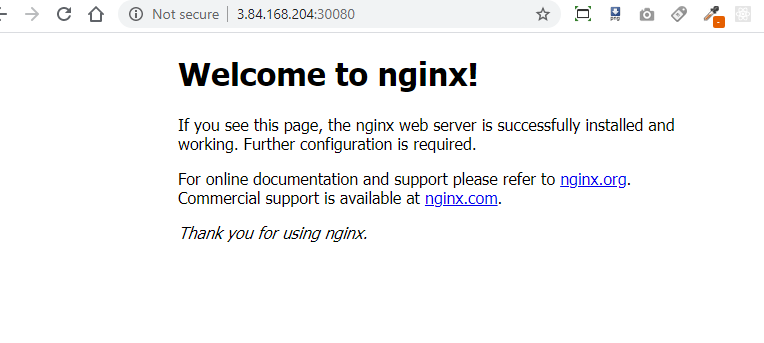 Not secure 3.84.168.204:30080
Welcome to nginx!
If you see this page, the nginx web server is successfully installed and
working. Further configuration is required.
For online documentation and support please refer to nginx.org.
Commercial support is available at nginx.com.
Thank you for using nginx.